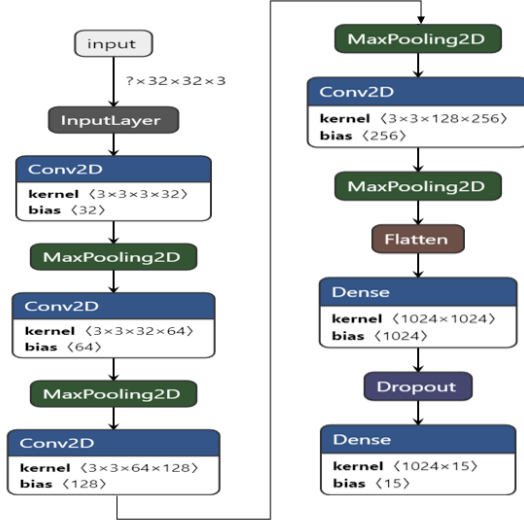 input
?×32×32×3
InputLayer
Conv2D
kernel ⟨3×3×3×32⟩
bias ⟨32⟩
MaxPooling2D
Conv2D
kernel ⟨3×3×32×64⟩
bias ⟨64⟩
MaxPooling2D
Conv2D
kernel ⟨3×3×64×128⟩
bias ⟨128⟩
MaxPooling2D
Conv2D
kernel ⟨3×3×128×256⟩
bias ⟨256⟩
MaxPooling2D
Flatten
Dense
kernel ⟨1024×1024⟩
bias ⟨1024⟩
Dropout
Dense
kernel ⟨1024×15⟩
bias ⟨15⟩